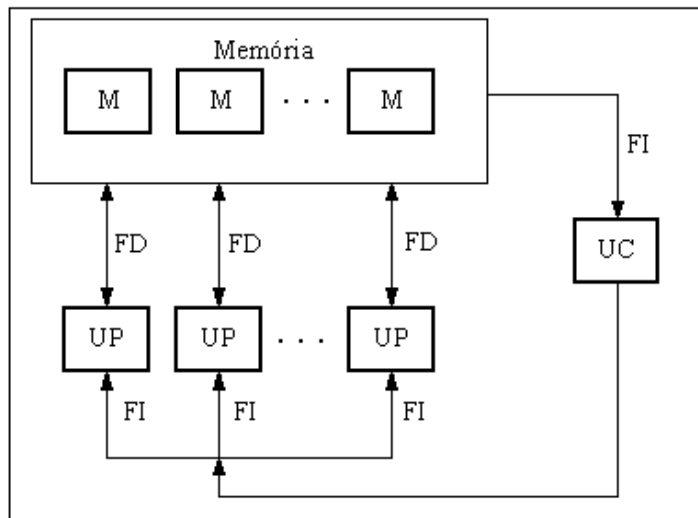 Memória
M M . . . M
FI
FD FD FD
UC
UP UP . . . UP
FI FI FI